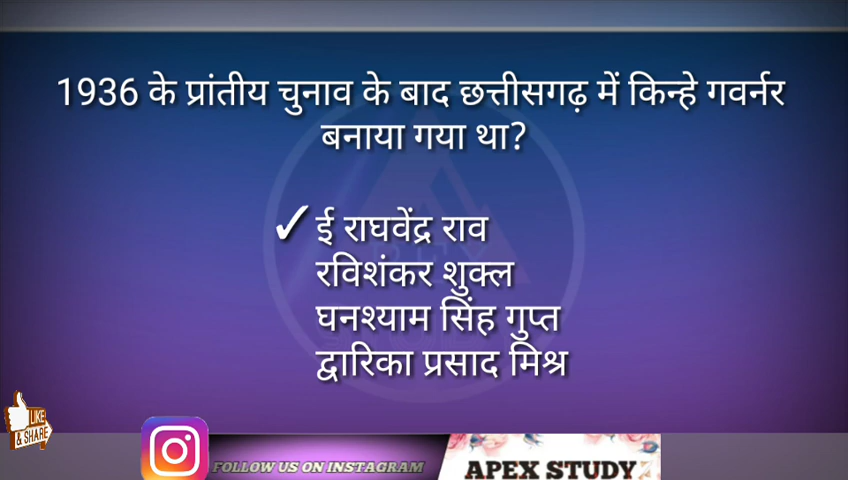 1936 के प्रांतीय चुनाव के बाद छत्तीसगढ़ में किन्हे गवर्नर
बनाया गया था?
✓ ई राघवेंद्र राव
रविशंकर शुक्ल
घनश्याम सिंह गुप्त
द्वारिका प्रसाद मिश्र
LIKE
& SHARE
FOLLOW US ON INSTAGRAM
APEX STUDY